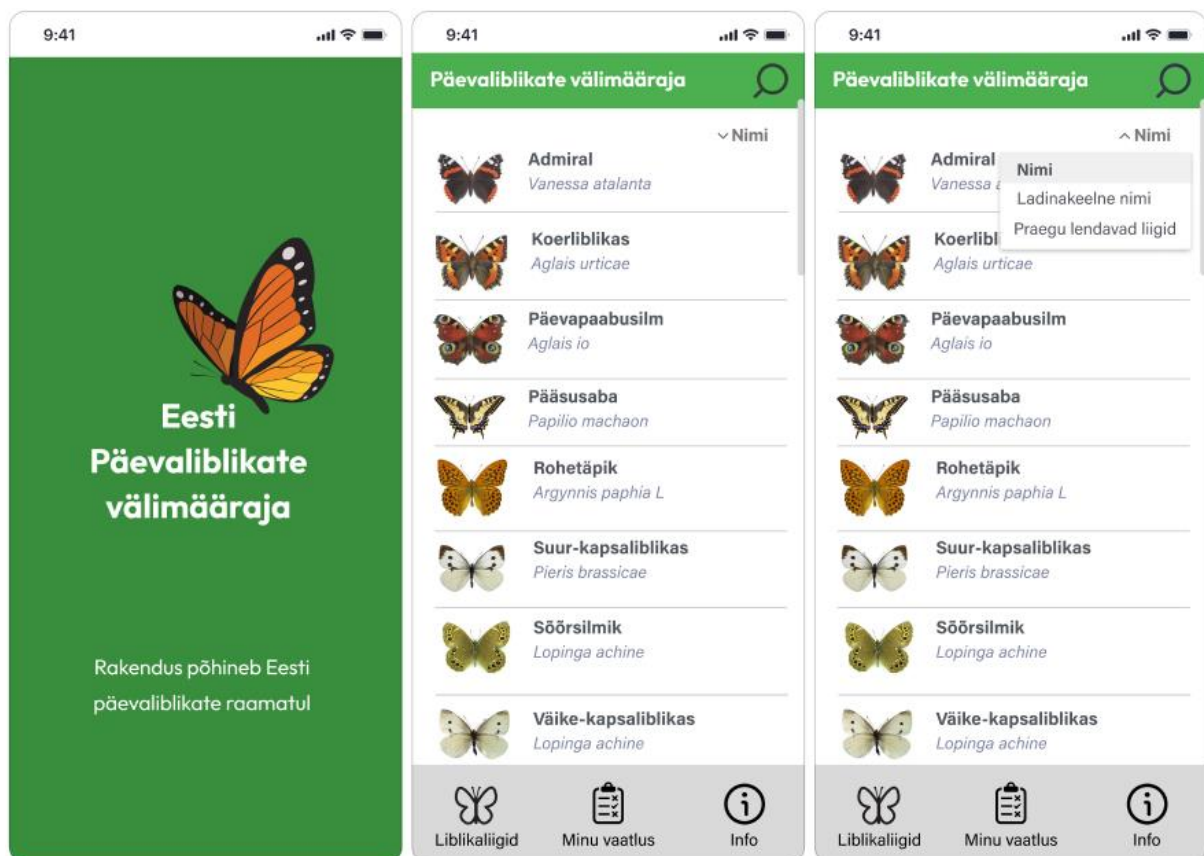 9:41
Eesti
Päevaliblikate
välimääraja
Rakendus põhineb Eesti
päevaliblikate raamatul
9:41
Päevaliblikate välimääraja
Nimi
Admiral
Vanessa atalanta
Koerliblikas
Aglais urticae
Päevapaabusilm
Aglais io
Pääsusaba
Papilio machaon
Rohetäpik
Argynnis paphia L
Suur-kapsaliblikas
Pieris brassicae
Sõõrsilmik
Lopinga achine
Väike-kapsaliblikas
Lopinga achine
Liblikaliigid
Minu vaatlus
Info
9:41
Päevaliblikate välimääraja
Nimi
Admiral
Vanessa
Nimi
Ladinakeelne nimi
Praegu lendavad liigid
Koerlibl
Aglais urticae
Päevapaabusilm
Aglais io
Pääsusaba
Papilio machaon
Rohetäpik
Argynnis paphia L
Suur-kapsaliblikas
Pieris brassicae
Sõõrsilmik
Lopinga achine
Väike-kapsaliblikas
Lopinga achine
Liblikaliigid
Minu vaatlus
Info